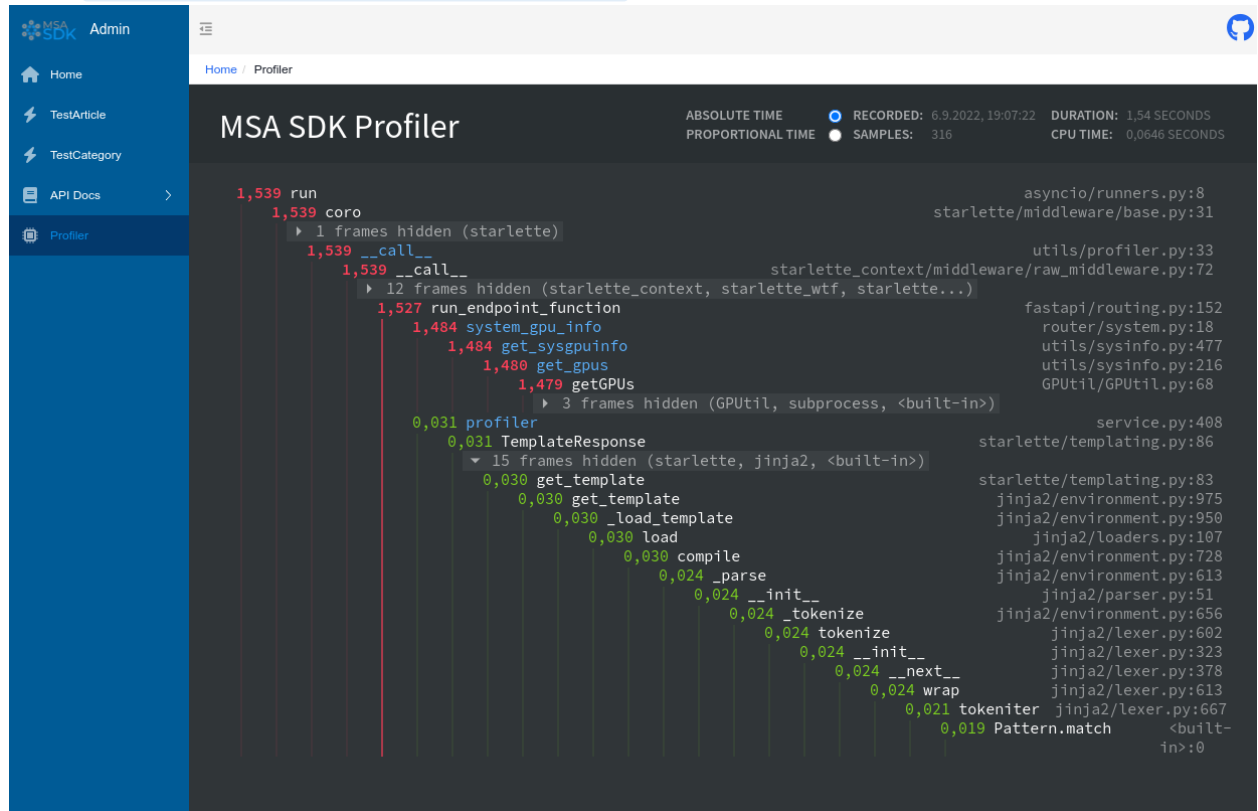 MSA SDK Admin
Home
TestArticle
TestCategory
API Docs
Profiler
Home / Profiler
MSA SDK Profiler
ABSOLUTE TIME RECORDED: 6.9.2022, 19:07:22 DURATION: 1,54 SECONDS
PROPORTIONAL TIME SAMPLES: 316 CPU TIME: 0,0646 SECONDS
1,539 run asyncio/runners.py:8
1,539 coro starlette/middleware/base.py:31
1 frames hidden (starlette)
1,539 __call__ utils/profiler.py:33
1,539 __call__ starlette_context/middleware/raw_middleware.py:72
12 frames hidden (starlette_context, starlette_wtf, starlette...)
1,527 run_endpoint_function fastapi/routing.py:152
1,484 system_gpu_info router/system.py:18
1,484 get_sysgpuinfo utils/sysinfo.py:477
1,480 get_gpus utils/sysinfo.py:216
1,479 getGPUs GPUtil/GPUtil.py:68
3 frames hidden (GPUtil, subprocess, <built-in>)
0,031 profiler service.py:408
0,031 TemplateResponse starlette/templating.py:86
15 frames hidden (starlette, jinja2, <built-in>)
0,030 get_template starlette/templating.py:83
0,030 get_template jinja2/environment.py:975
0,030 _load_template jinja2/environment.py:950
0,030 load jinja2/loaders.py:107
0,030 compile jinja2/environment.py:728
0,024 _parse jinja2/environment.py:613
0,024 __init__ jinja2/parser.py:51
0,024 _tokenize jinja2/environment.py:656
0,024 tokenize jinja2/lexer.py:602
0,024 __init__ jinja2/lexer.py:323
0,024 __next__ jinja2/lexer.py:378
0,024 wrap jinja2/lexer.py:613
0,021 tokeniter jinja2/lexer.py:667
0,019 Pattern.match <built-
in>:0